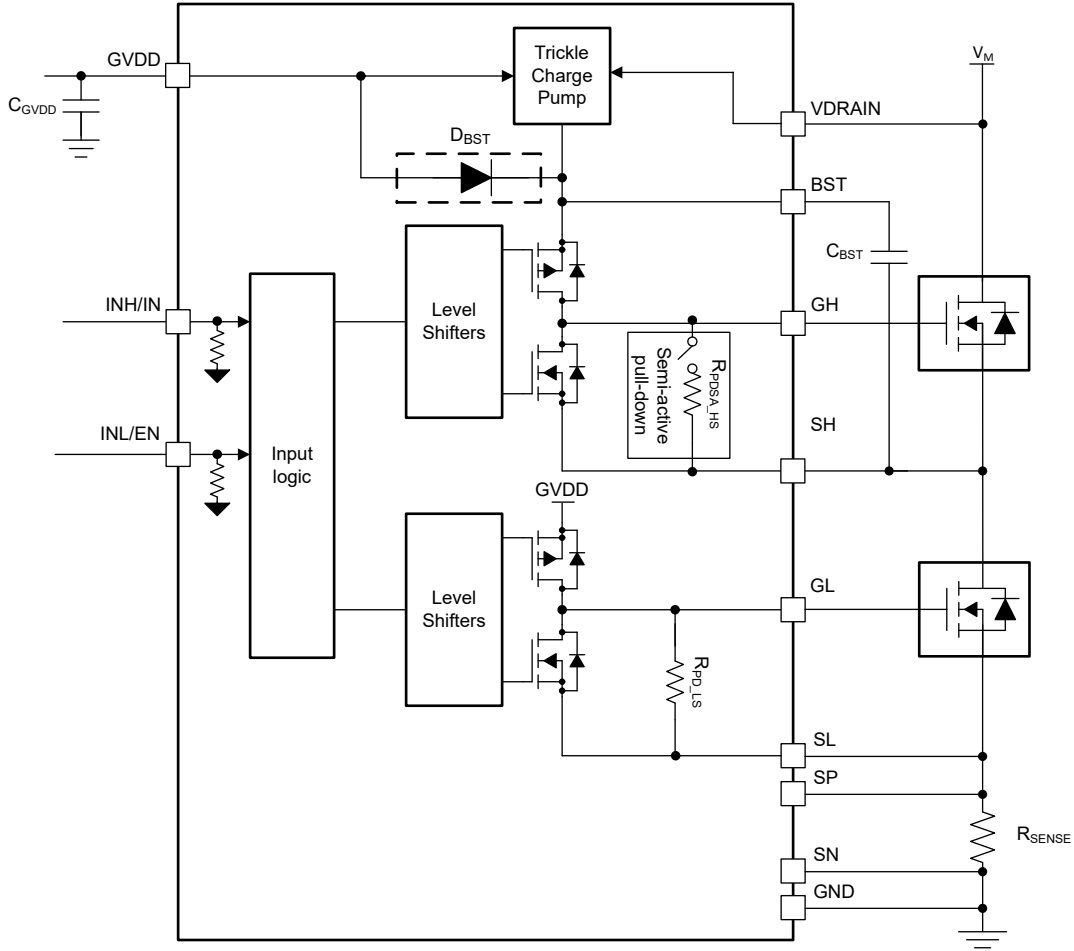 GVDD
C_GVDD
Trickle
Charge
Pump
V_M
VDRAIN
D_BST
BST
C_BST
INH/IN
Level
Shifters
GH
R_PDSA_HS
Semi-active
pull-down
SH
INL/EN
Input
logic
GVDD
Level
Shifters
GL
R_PD_LS
SL
SP
R_SENSE
SN
GND